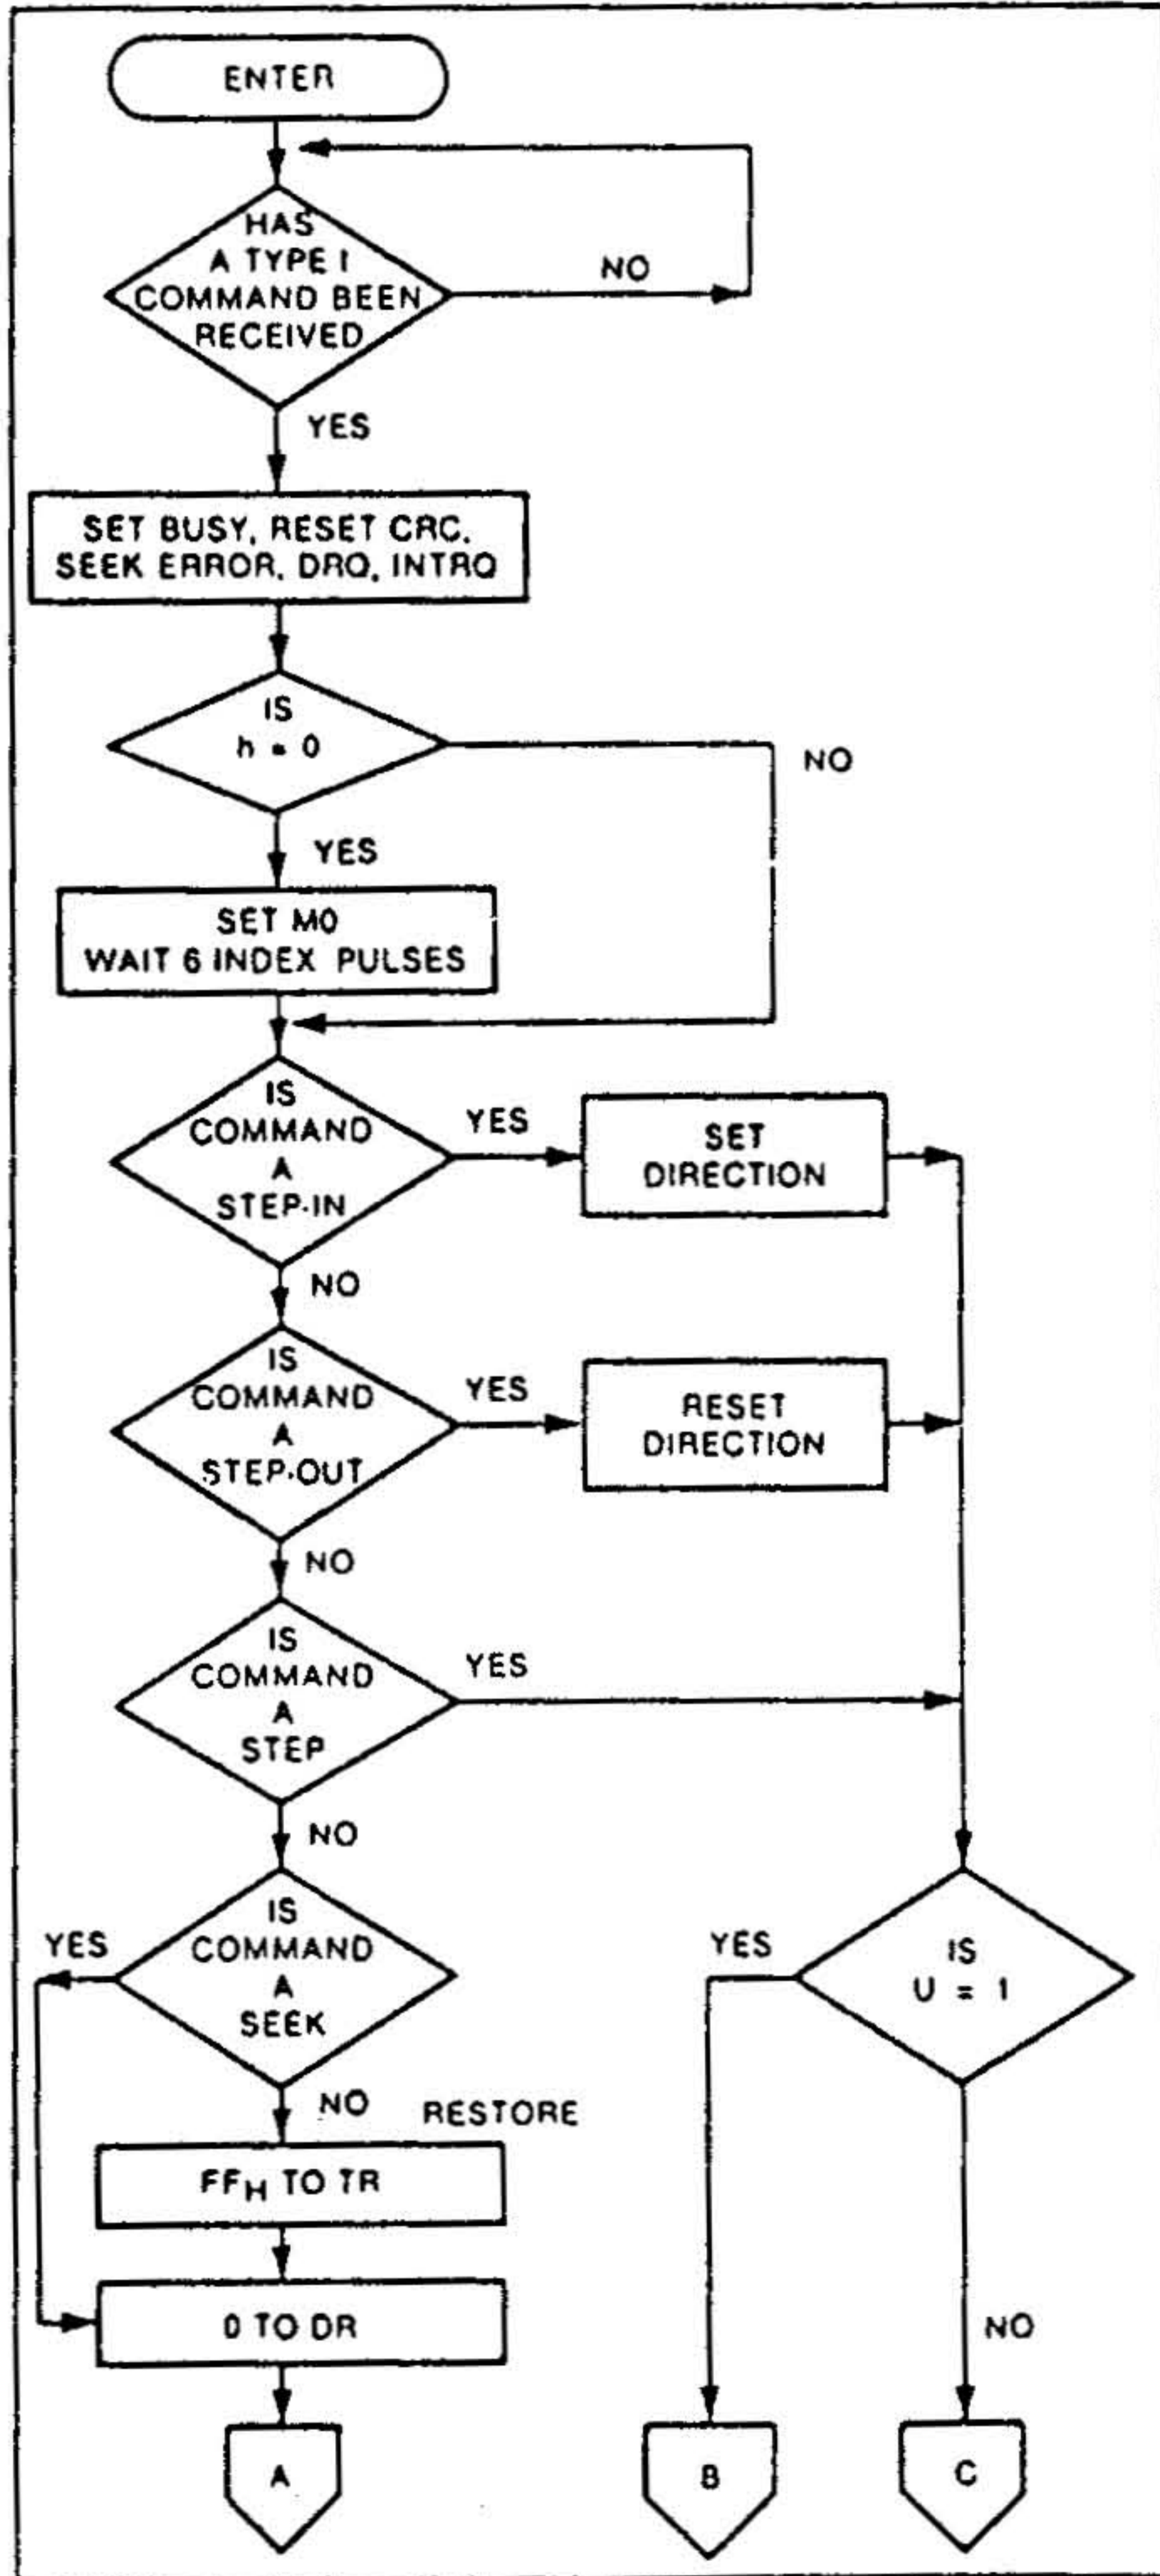 ENTER
HAS
A TYPE I
COMMAND BEEN
RECEIVED
NO
YES
SET BUSY, RESET CRC,
SEEK ERROR, DRQ, INTRQ
IS
h = 0
NO
YES
SET MO
WAIT 6 INDEX PULSES
IS
COMMAND
A
STEP-IN
YES
SET
DIRECTION
NO
IS
COMMAND
A
STEP-OUT
YES
RESET
DIRECTION
NO
IS
COMMAND
A
STEP
YES
NO
IS
COMMAND
A
SEEK
YES
NO
RESTORE
FFH TO TR
0 TO DR
A
IS
U = 1
YES
NO
B
C